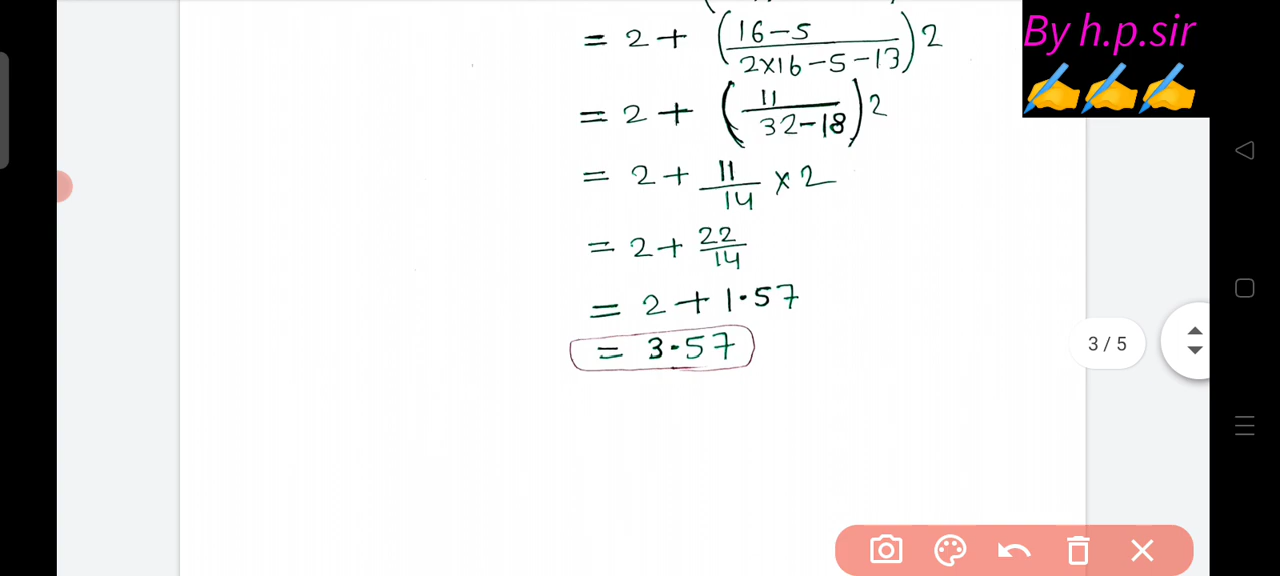 = 2 + (16-5 / 2×16-5-13) 2
By h.p.sir
= 2 + (11 / 32-18) 2
= 2 + 11/14 × 2
= 2 + 22/14
= 2 + 1.57
= 3.57
3 / 5